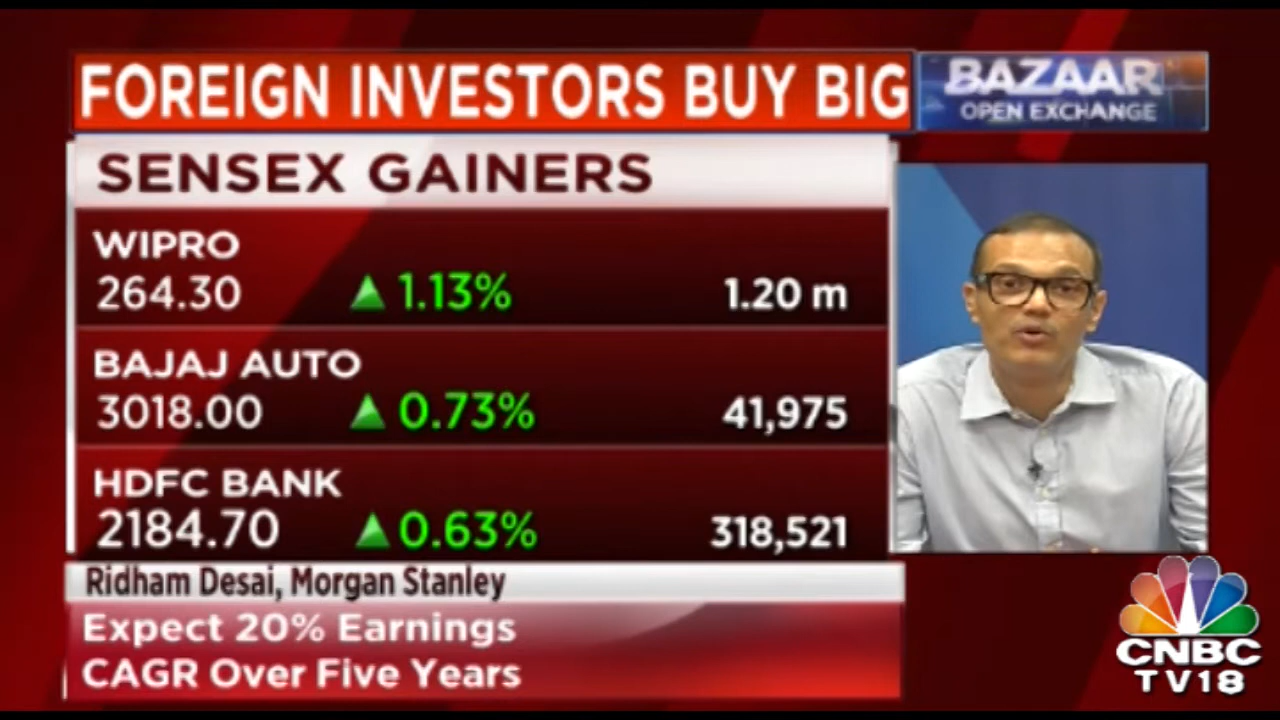 FOREIGN INVESTORS BUY BIG
BAZAAR
OPEN EXCHANGE
SENSEX GAINERS
WIPRO
264.30 ▲ 1.13% 1.20 m
BAJAJ AUTO
3018.00 ▲ 0.73% 41,975
HDFC BANK
2184.70 ▲ 0.63% 318,521
Ridham Desai, Morgan Stanley
Expect 20% Earnings
CAGR Over Five Years
CNBC
TV18